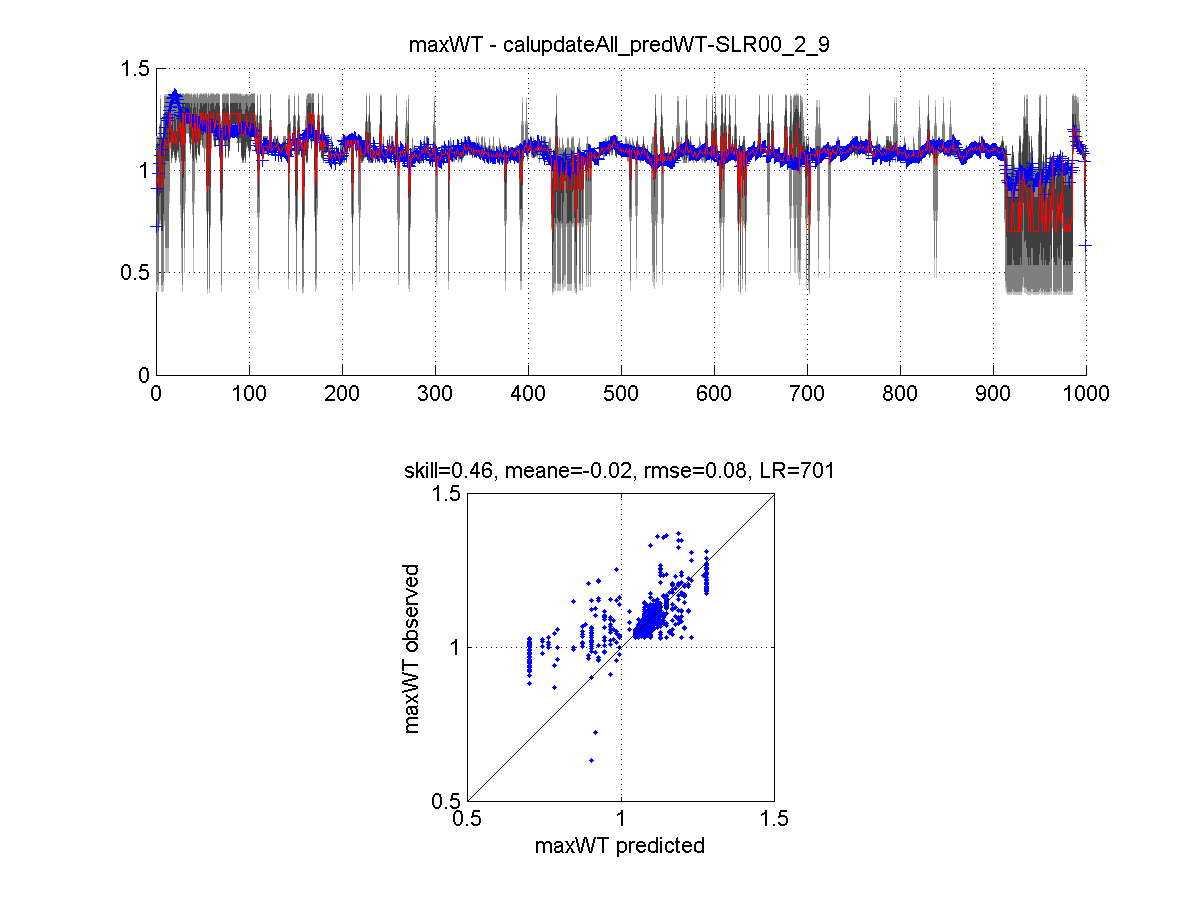 maxWT - calupdateAll_predWT-SLR00_2_9
1.5
1
0.5
0
0 100 200 300 400 500 600 700 800 900 1000
skill=0.46, meane=-0.02, rmse=0.08, LR=701
1.5
1
0.5
maxWT observed
0.5 1 1.5
maxWT predicted